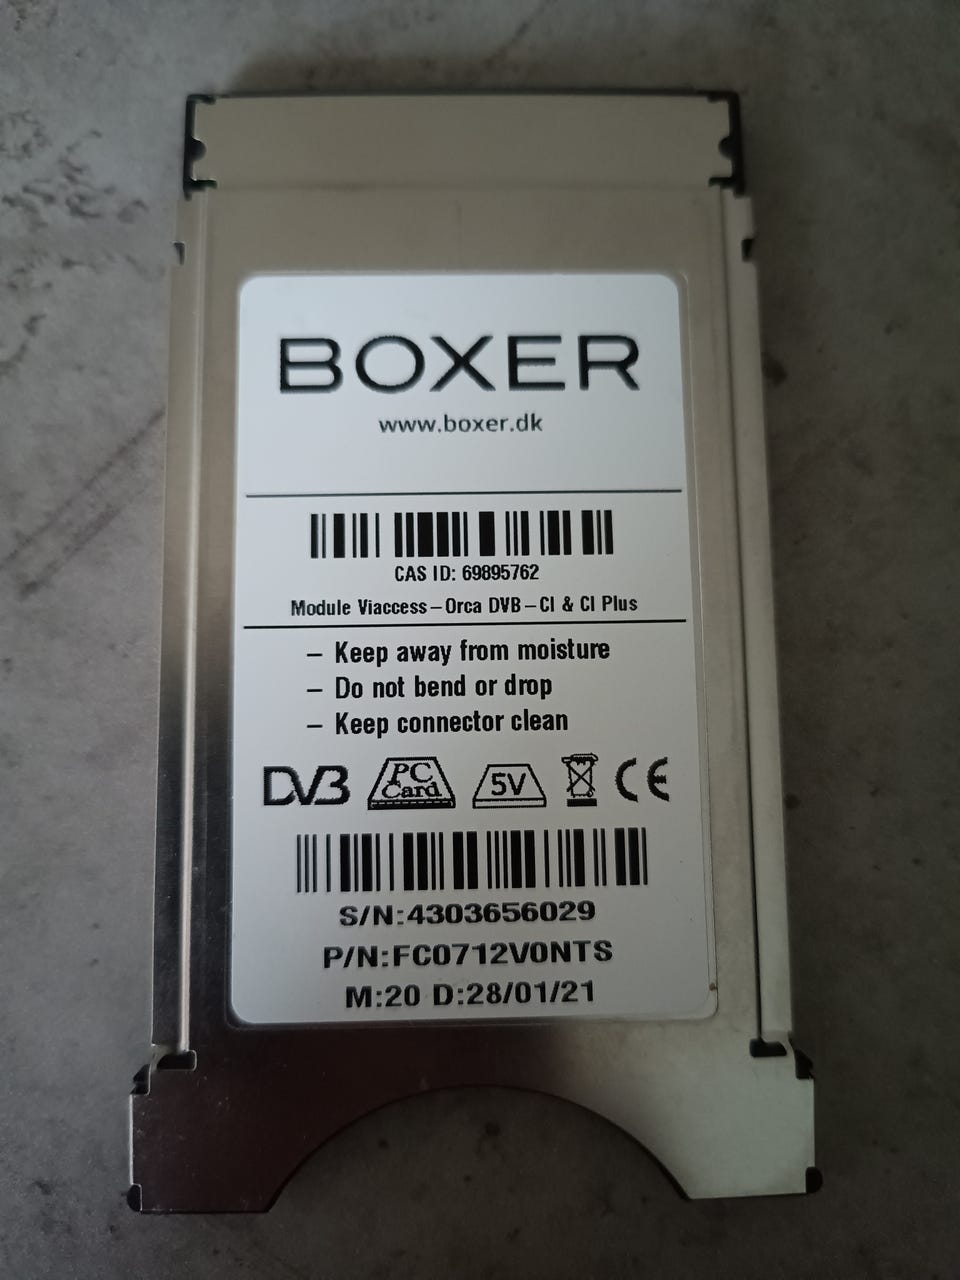 BOXER
www.boxer.dk
CAS ID: 69895762
Module Viaccess-Orca DVB-CI & CI Plus
- Keep away from moisture
- Do not bend or drop
- Keep connector clean
DVB PC Card 5V CE
S/N:4303656029
P/N:FC0712V0NTS
M:20 D:28/01/21